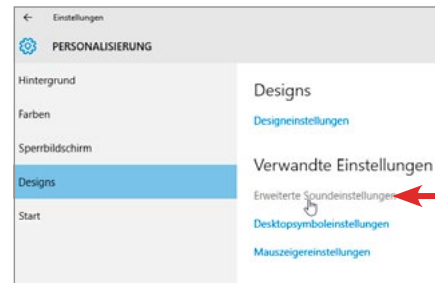 Einstellungen
PERSONALISIERUNG
Hintergrund
Farben
Sperrbildschirm
Designs
Start
Designs
Designeinstellungen
Verwandte Einstellungen
Erweiterte Soundeinstellungen
Desktopsymboleinstellungen
Mauszeigereinstellungen